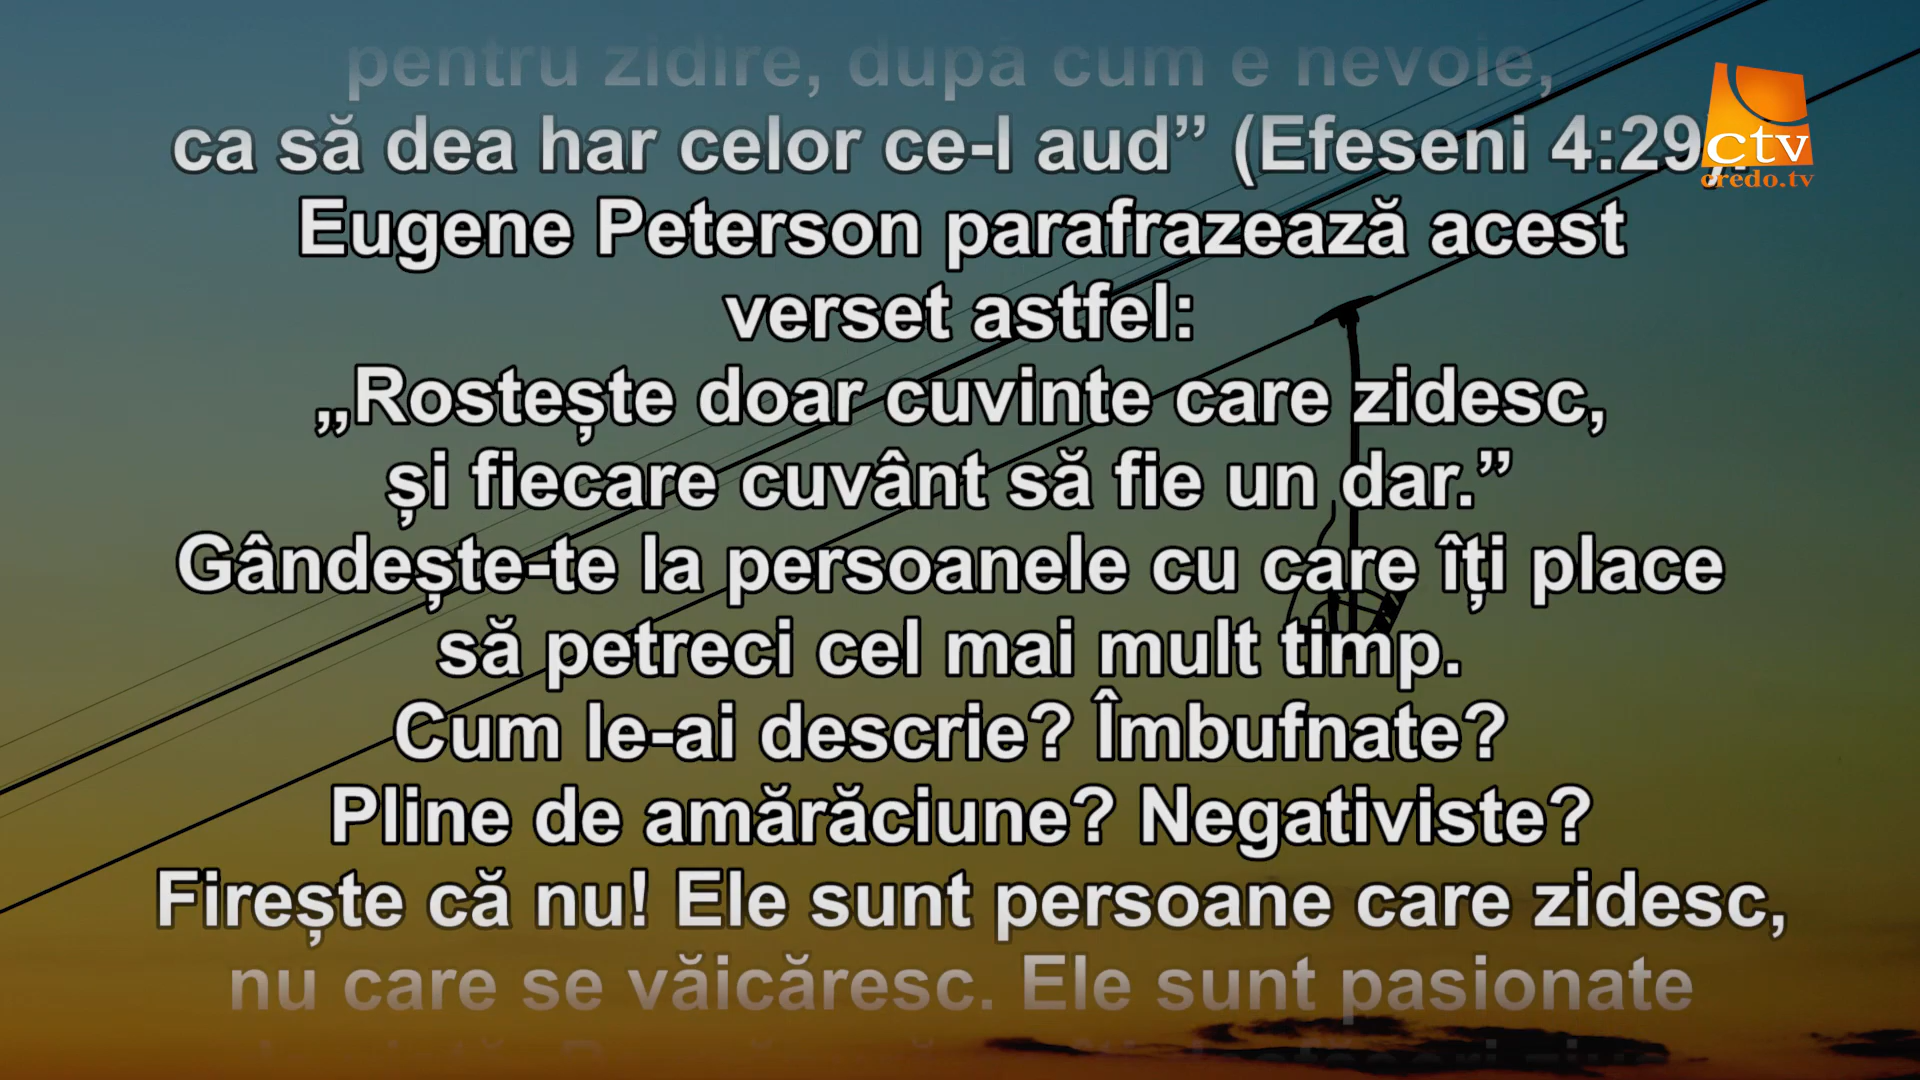 pentru zidire, după cum e nevoie,
ca să dea har celor ce-l aud” (Efeseni 4:29).
Eugene Peterson parafrazează acest
verset astfel:
„Rostește doar cuvinte care zidesc,
și fiecare cuvânt să fie un dar.”
Gândește-te la persoanele cu care îți place
să petreci cel mai mult timp.
Cum le-ai descrie? Îmbufnate?
Pline de amărăciune? Negativiste?
Firește că nu! Ele sunt persoane care zidesc,
nu care se văicăresc. Ele sunt pasionate
ctv
credo.tv